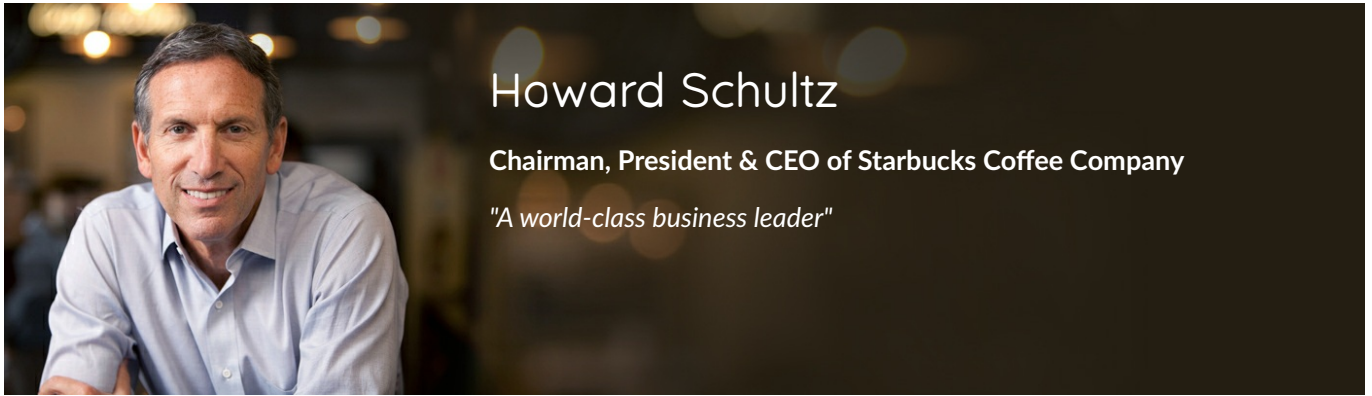 Howard Schultz
Chairman, President & CEO of Starbucks Coffee Company
"A world-class business leader"